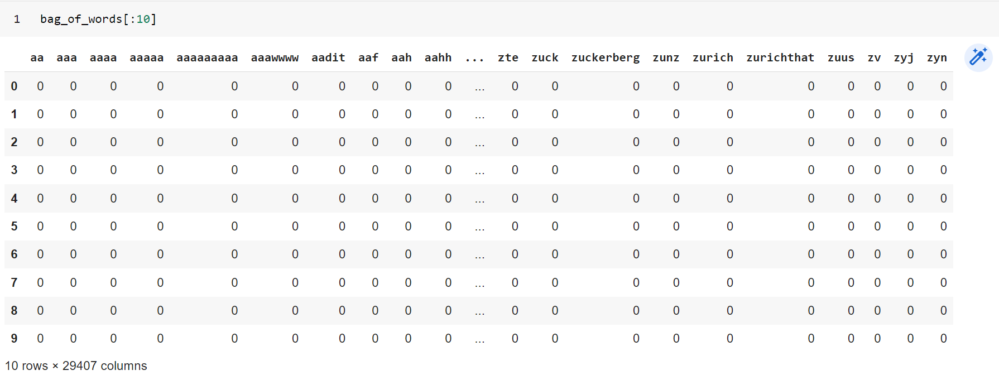 1 bag_of_words[:10]
aa aaa aaaa aaaaa aaaaaaaaa aaawwww aadit aaf aah aahh ... zte zuck zuckerberg zunz zurich zurichthat zuus zv zyj zyn
0 0 0 0 0 0 0 0 0 0 0 ... 0 0 0 0 0 0 0 0 0 0
1 0 0 0 0 0 0 0 0 0 0 ... 0 0 0 0 0 0 0 0 0 0
2 0 0 0 0 0 0 0 0 0 0 ... 0 0 0 0 0 0 0 0 0 0
3 0 0 0 0 0 0 0 0 0 0 ... 0 0 0 0 0 0 0 0 0 0
4 0 0 0 0 0 0 0 0 0 0 ... 0 0 0 0 0 0 0 0 0 0
5 0 0 0 0 0 0 0 0 0 0 ... 0 0 0 0 0 0 0 0 0 0
6 0 0 0 0 0 0 0 0 0 0 ... 0 0 0 0 0 0 0 0 0 0
7 0 0 0 0 0 0 0 0 0 0 ... 0 0 0 0 0 0 0 0 0 0
8 0 0 0 0 0 0 0 0 0 0 ... 0 0 0 0 0 0 0 0 0 0
9 0 0 0 0 0 0 0 0 0 0 ... 0 0 0 0 0 0 0 0 0 0
10 rows × 29407 columns